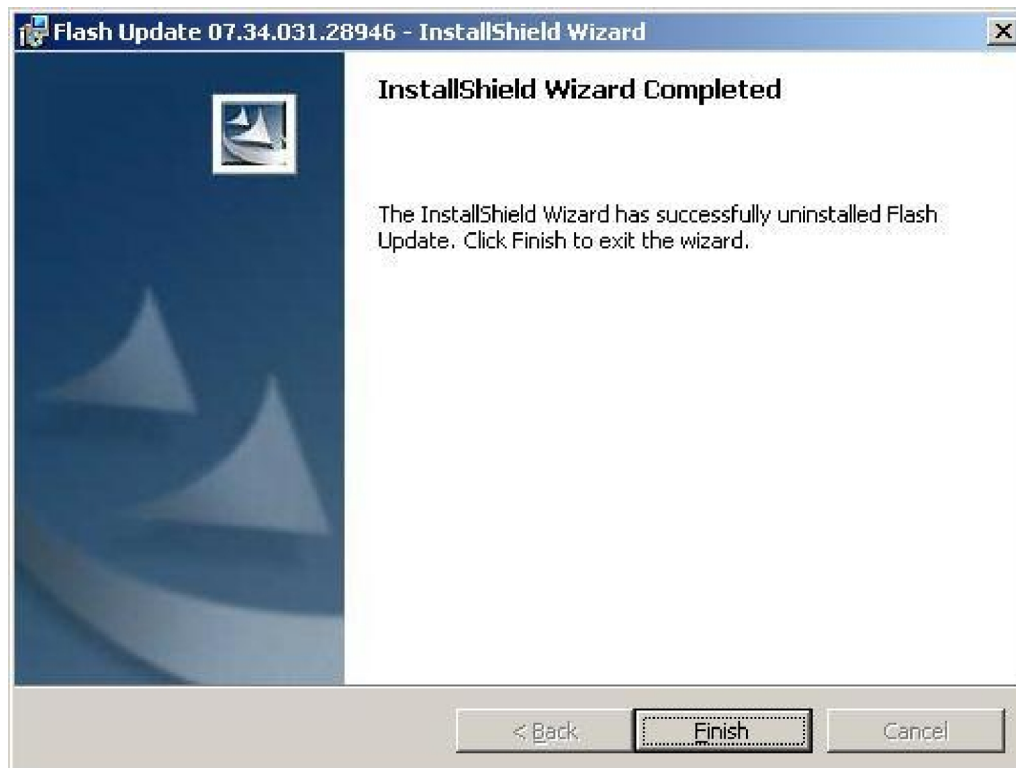 Flash Update 07.34.031.28946 - InstallShield Wizard
InstallShield Wizard Completed
The InstallShield Wizard has successfully uninstalled Flash
Update. Click Finish to exit the wizard.
< Back
Finish
Cancel